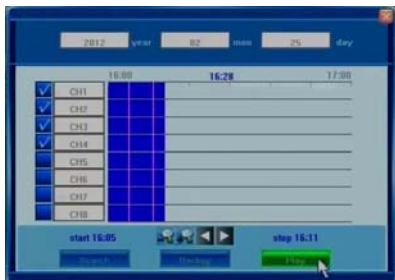 2012 year 02 mon 25 day
16:00 16:28 17:00
CH1
CH2
CH3
CH4
CH5
CH6
CH7
CH8
start 16:05 stop 16:11
Search Backup Play